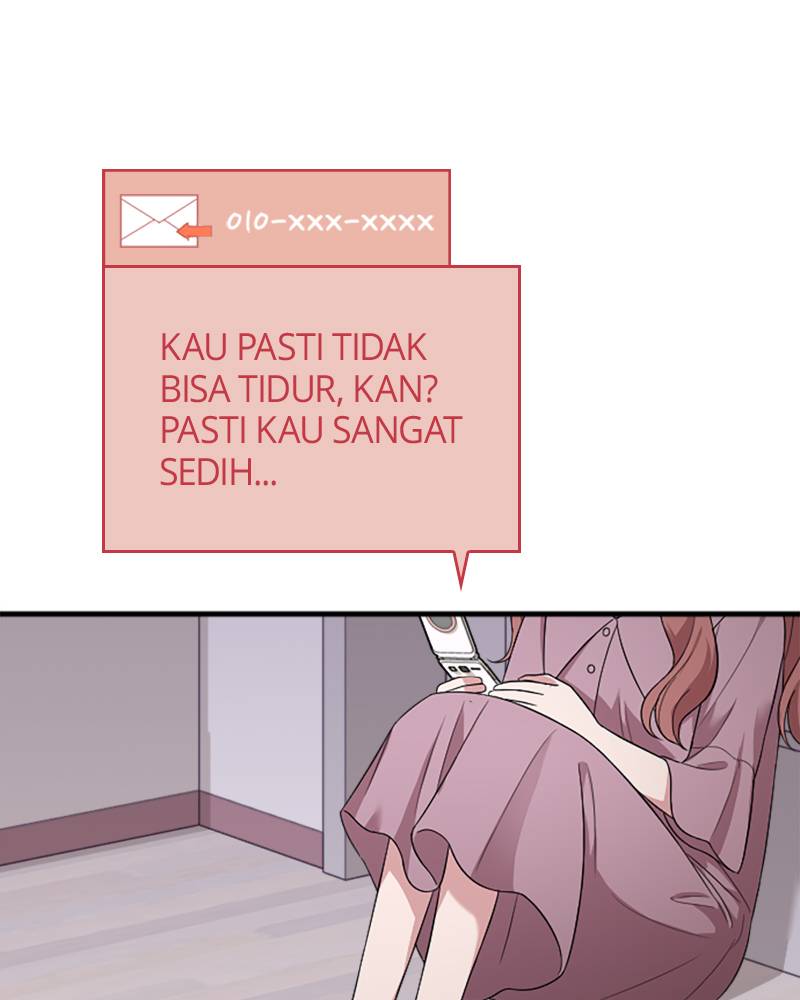 010-xxx-xxxx
KAU PASTI TIDAK
BISA TIDUR, KAN?
PASTI KAU SANGAT
SEDIH...